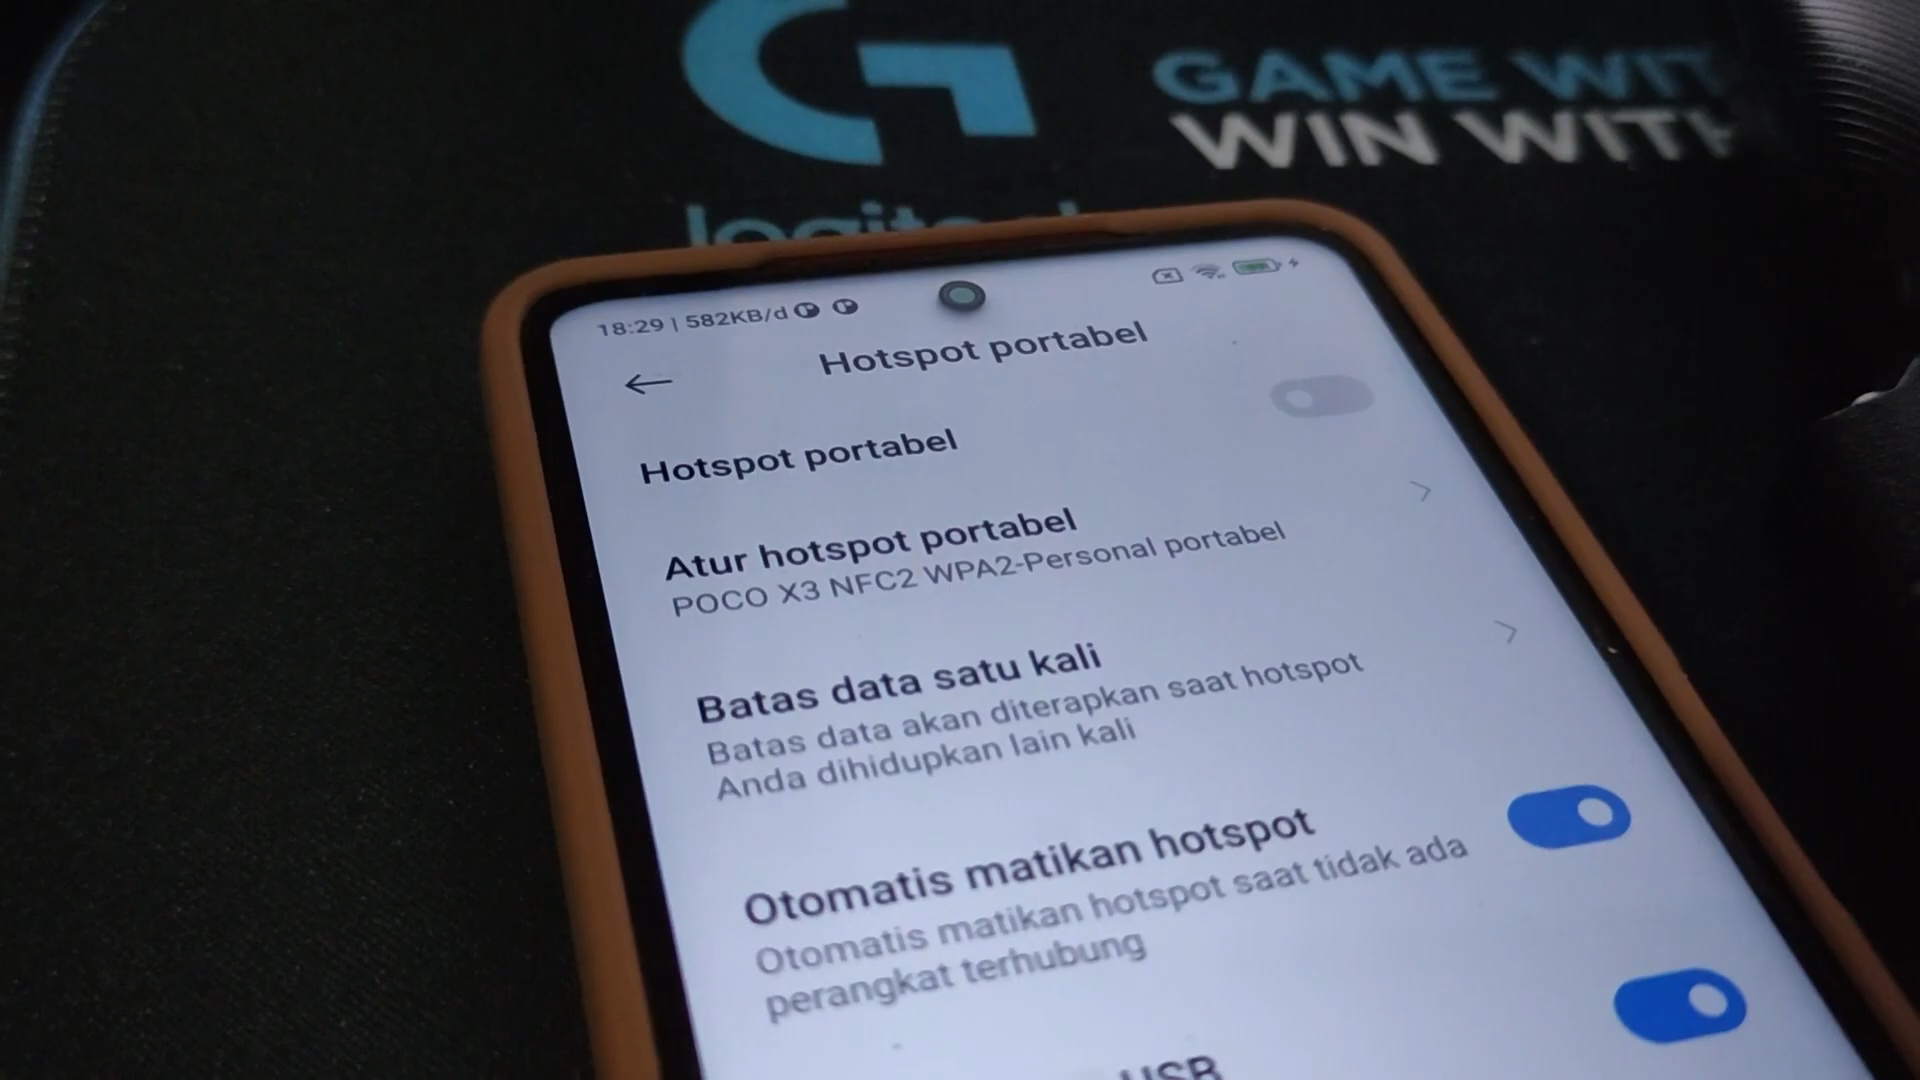 GAME WIT
WIN WITH
logitech
18:29 | 582KB/d
Hotspot portabel
Hotspot portabel
Atur hotspot portabel
POCO X3 NFC2 WPA2-Personal portabel
Batas data satu kali
Batas data akan diterapkan saat hotspot
Anda dihidupkan lain kali
Otomatis matikan hotspot
Otomatis matikan hotspot saat tidak ada
perangkat terhubung
USB